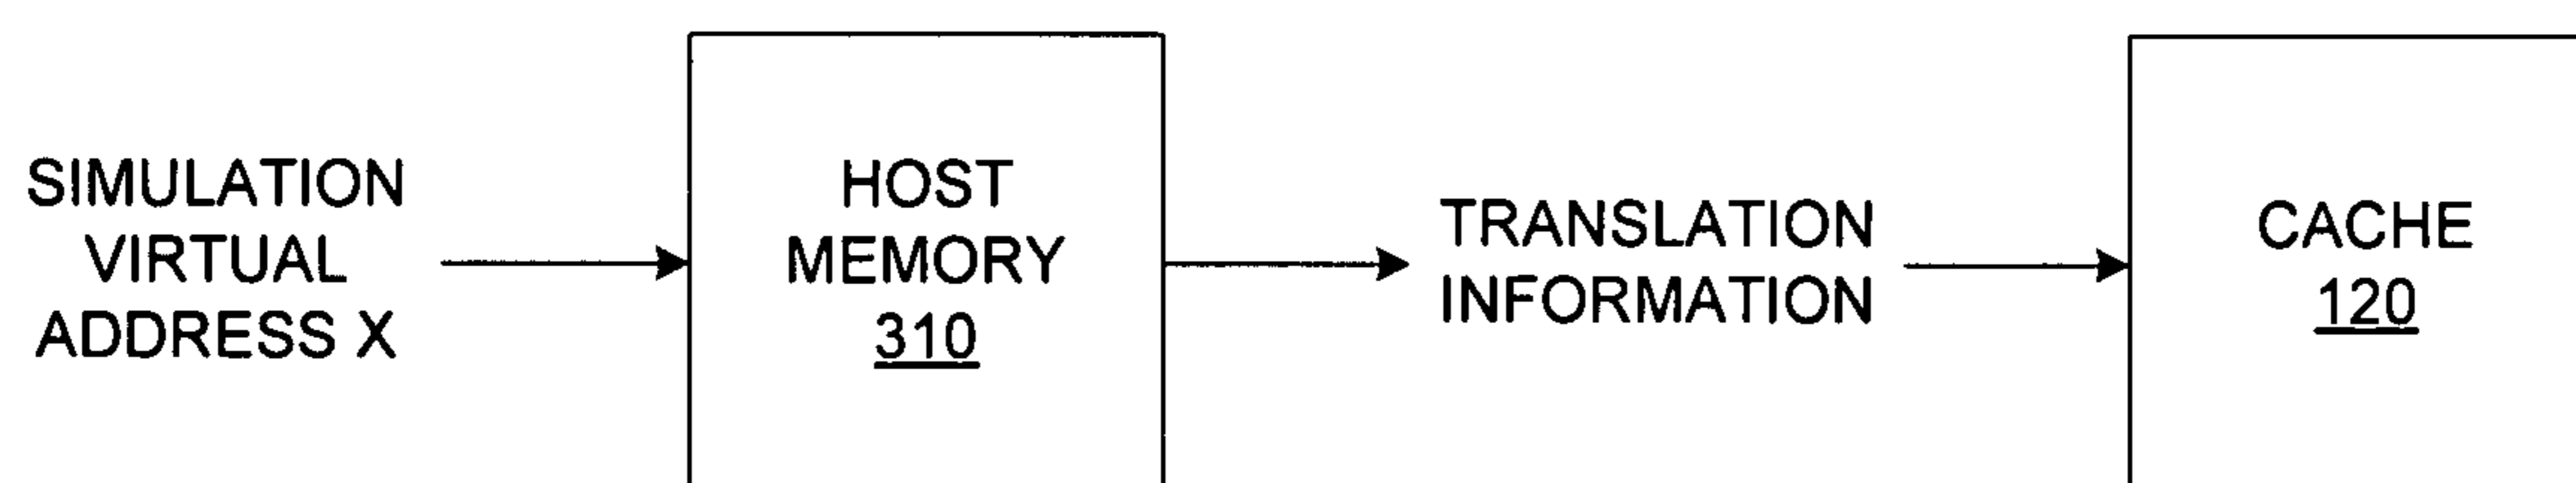 SIMULATION
VIRTUAL
ADDRESS X
HOST
MEMORY
310
TRANSLATION
INFORMATION
CACHE
120